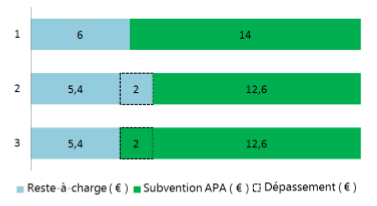 1 6 14
2 5,4 2 12,6
3 5,4 2 12,6
Reste-à-charge ( € ) Subvention APA ( € ) Dépassement ( € )